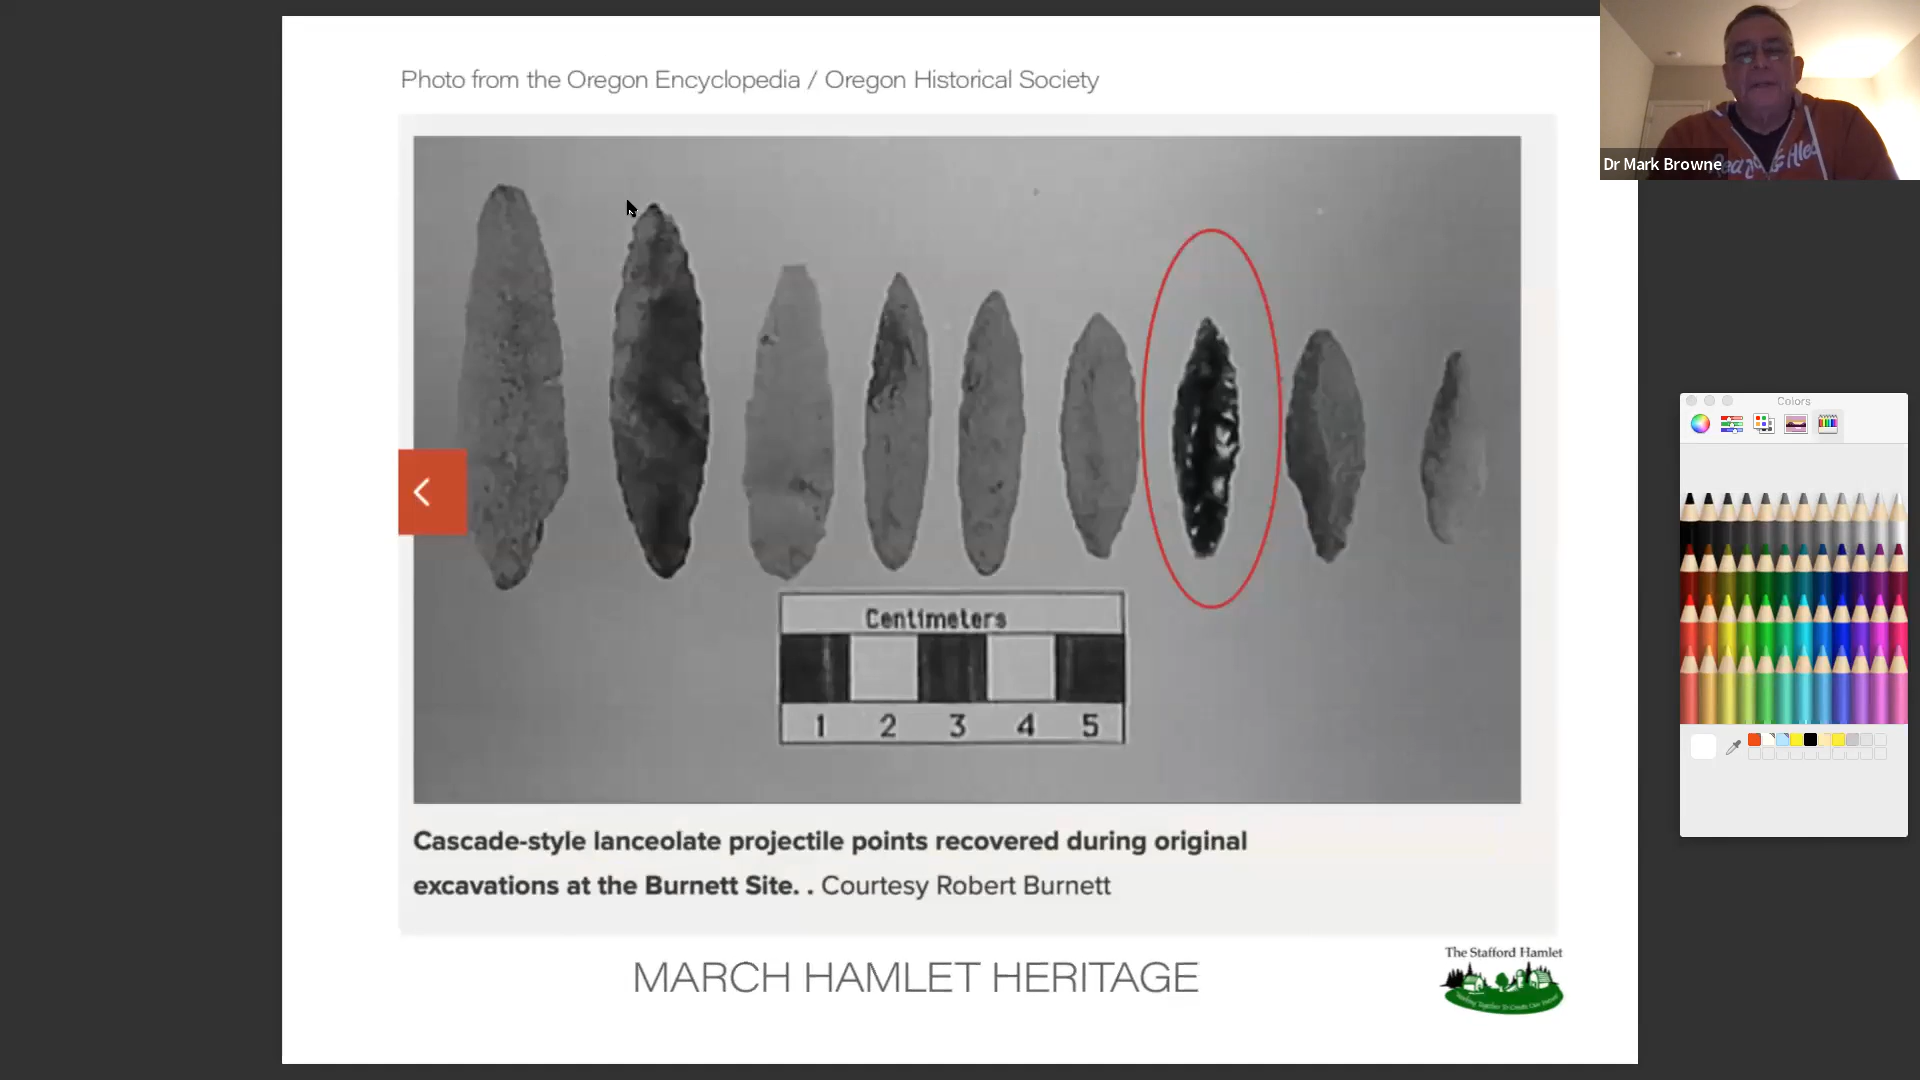 Photo from the Oregon Encyclopedia / Oregon Historical Society
Dr Mark Browne
Colors
Centimeters
1 2 3 4 5
Cascade-style lanceolate projectile points recovered during original
excavations at the Burnett Site. . Courtesy Robert Burnett
MARCH HAMLET HERITAGE
The Stafford Hamlet